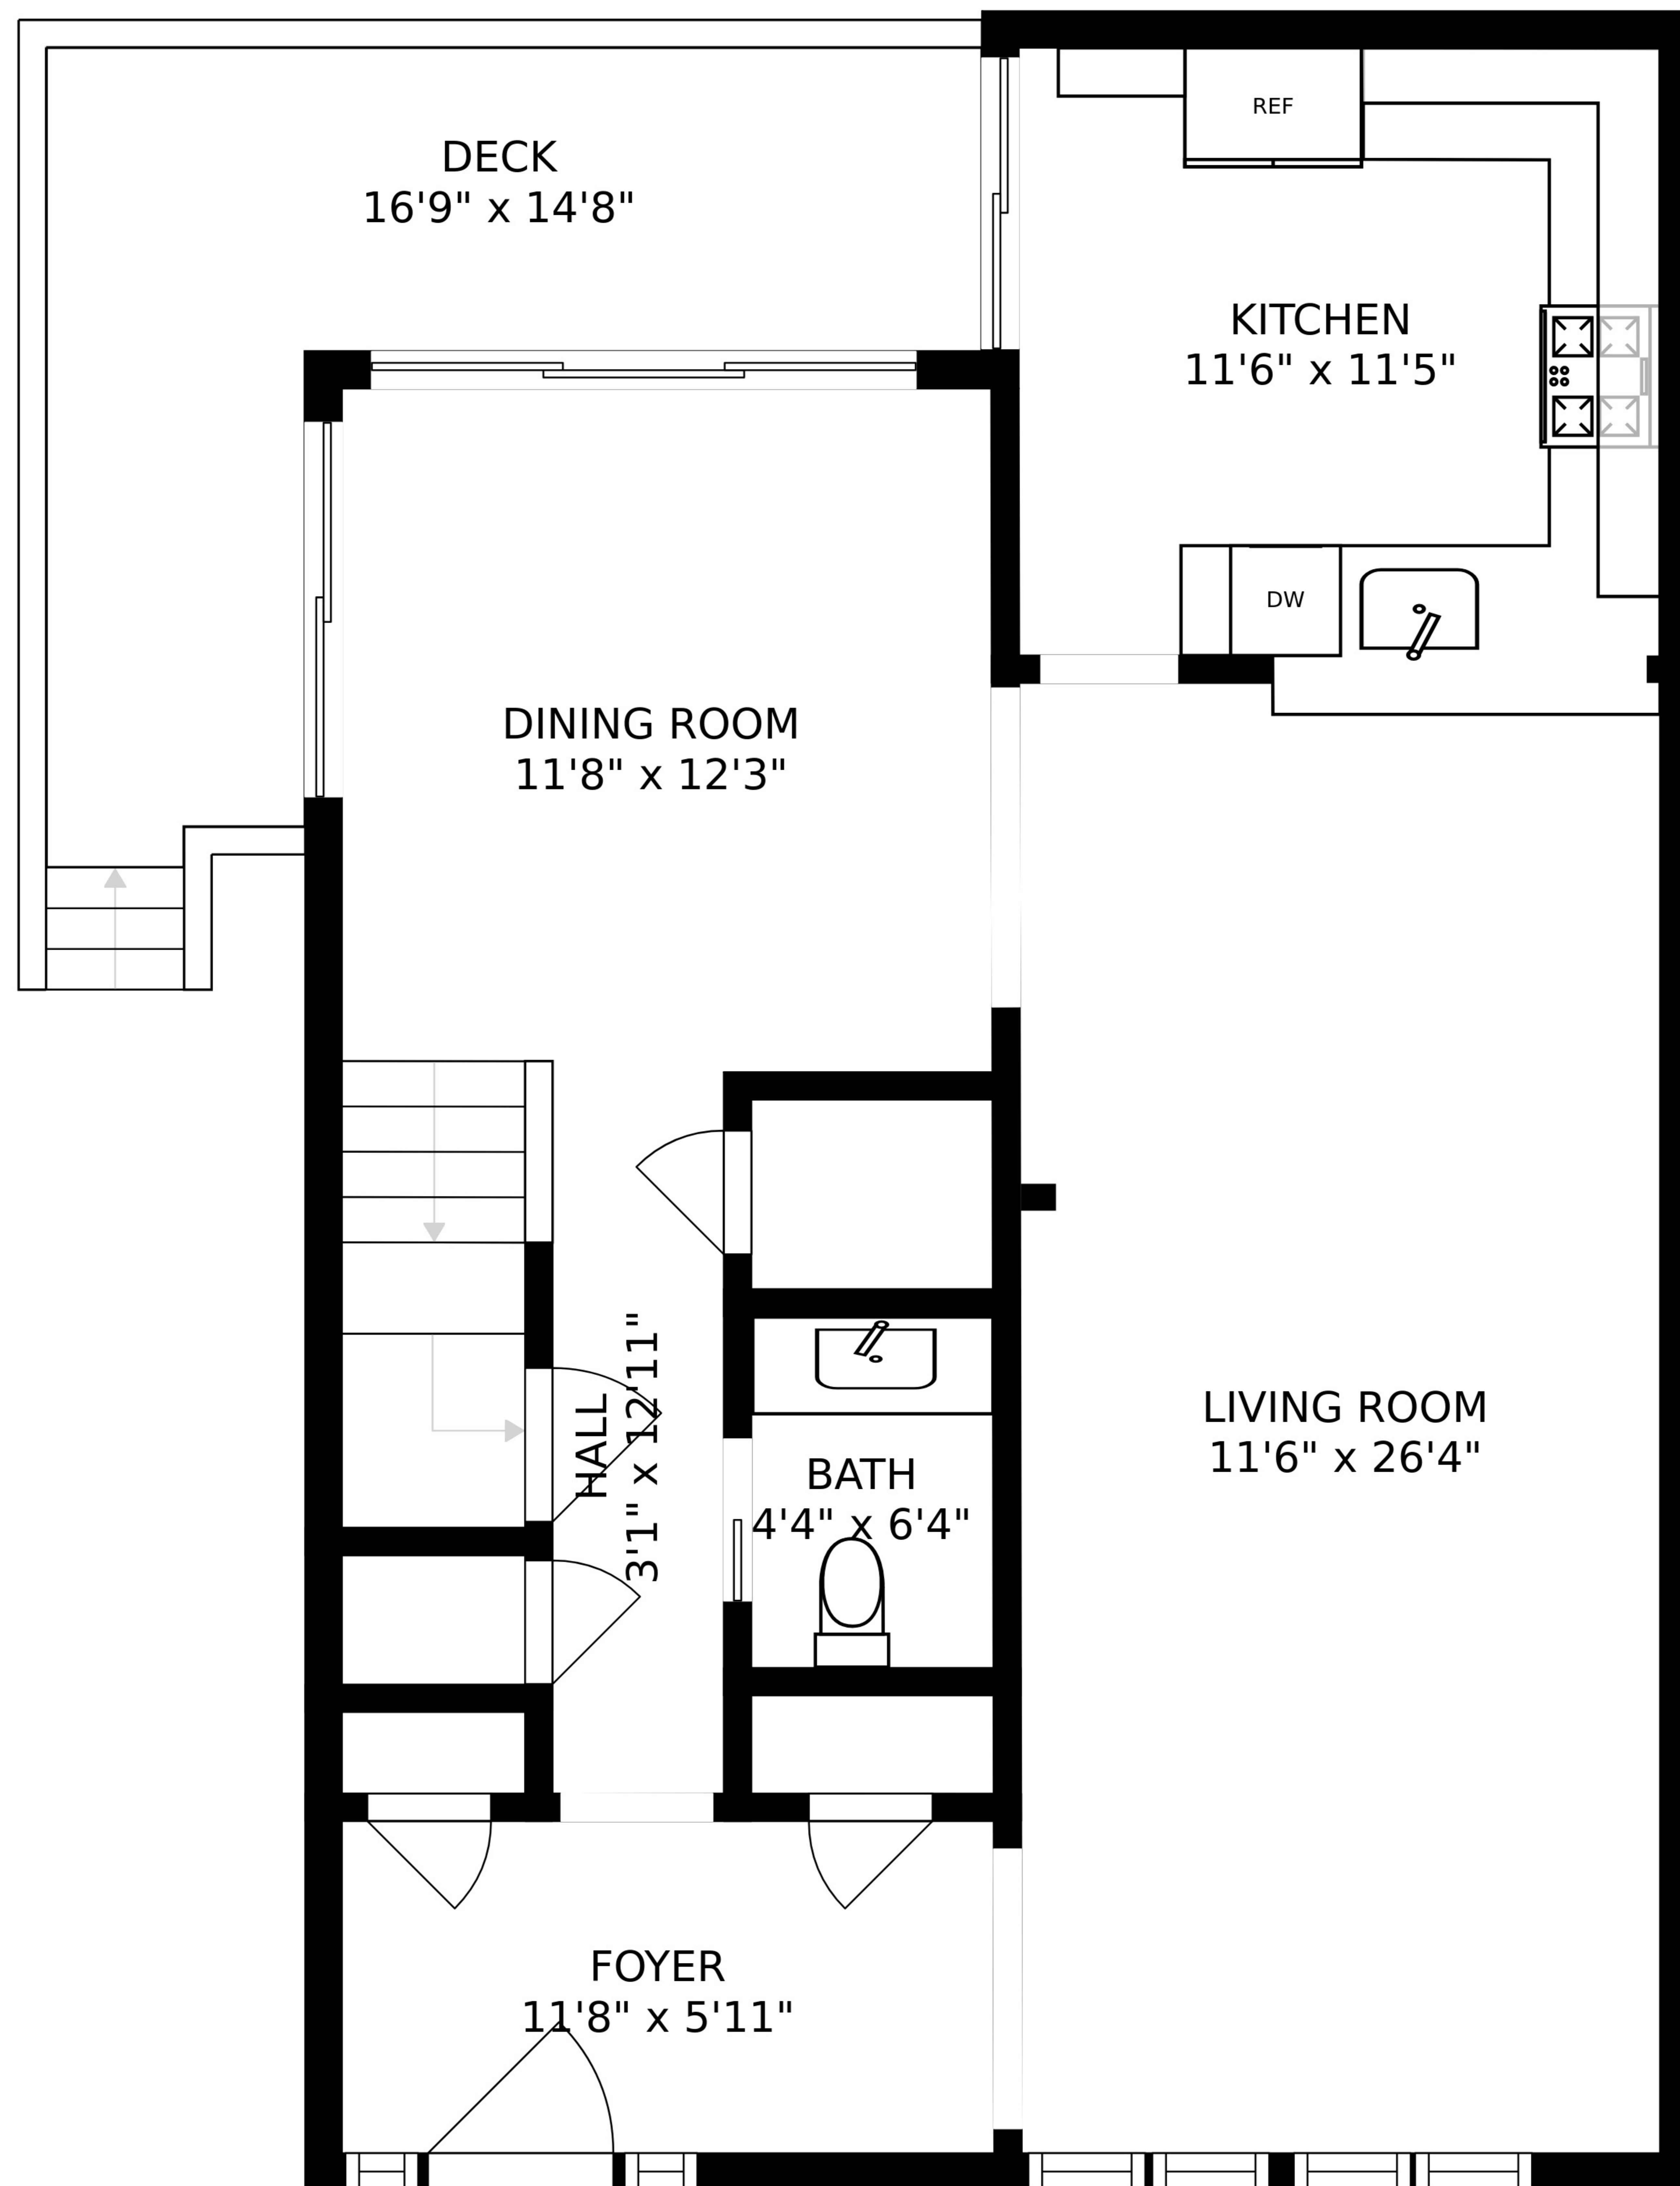 DECK
16'9" x 14'8"
REF
KITCHEN
11'6" x 11'5"
DW
DINING ROOM
11'8" x 12'3"
HALL
3'1" x 12'11"
LIVING ROOM
11'6" x 26'4"
BATH
4'4" x 6'4"
FOYER
11'8" x 5'11"